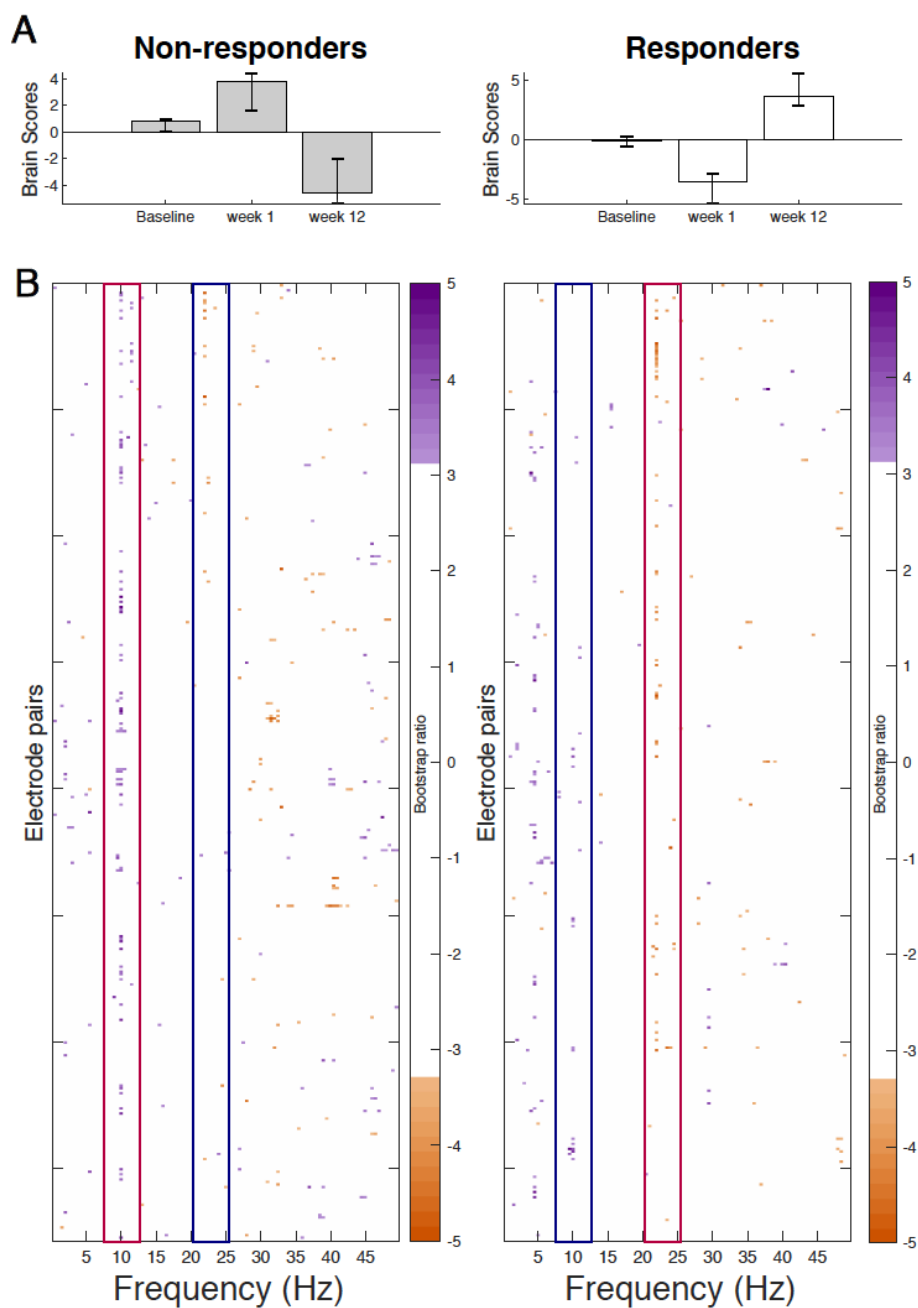 A
Non-responders
Responders
Brain Scores
4
2
0
-2
-4
Baseline
week 1
week 12
Brain Scores
5
0
-5
Baseline
week 1
week 12
B
Electrode pairs
5
10
15
20
25
30
35
40
45
Frequency (Hz)
5
4
3
2
1
0
-1
-2
-3
-4
-5
Bootstrap ratio
Electrode pairs
5
10
15
20
25
30
35
40
45
Frequency (Hz)
5
4
3
2
1
0
-1
-2
-3
-4
-5
Bootstrap ratio